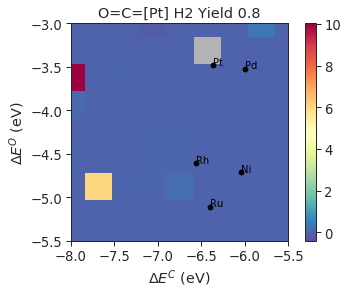 O=C=[Pt] H2 Yield 0.8
−3.0
−3.5
−4.0
−4.5
−5.0
−5.5
ΔE^O (eV)
Pt
Pd
Rh
Ni
Ru
−8.0 −7.5 −7.0 −6.5 −6.0 −5.5
ΔE^C (eV)
10
8
6
4
2
0